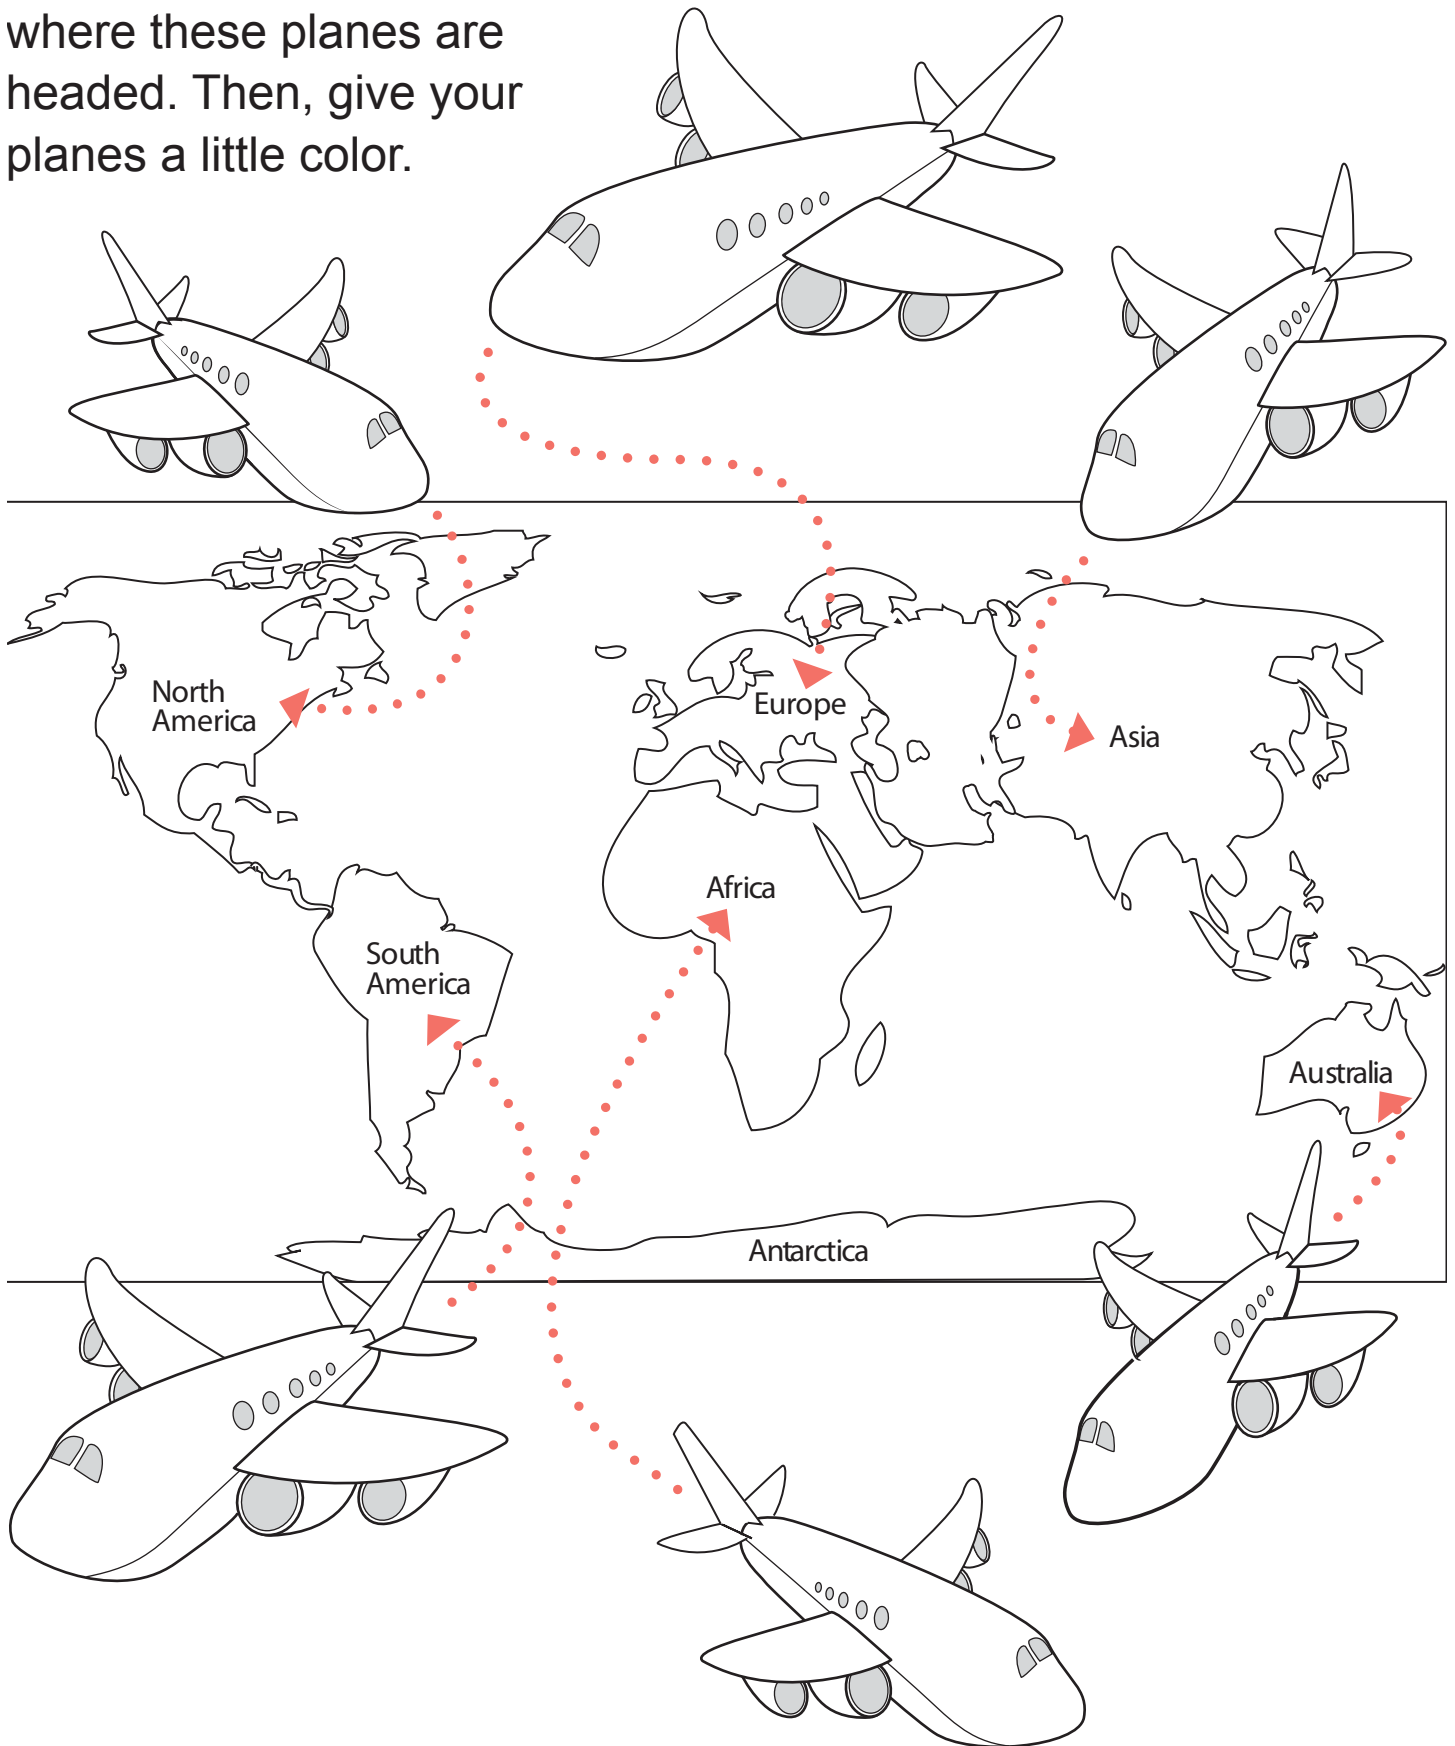 where these planes are
headed. Then, give your
planes a little color.
North
America
Europe
Asia
Africa
South
America
Australia
Antarctica